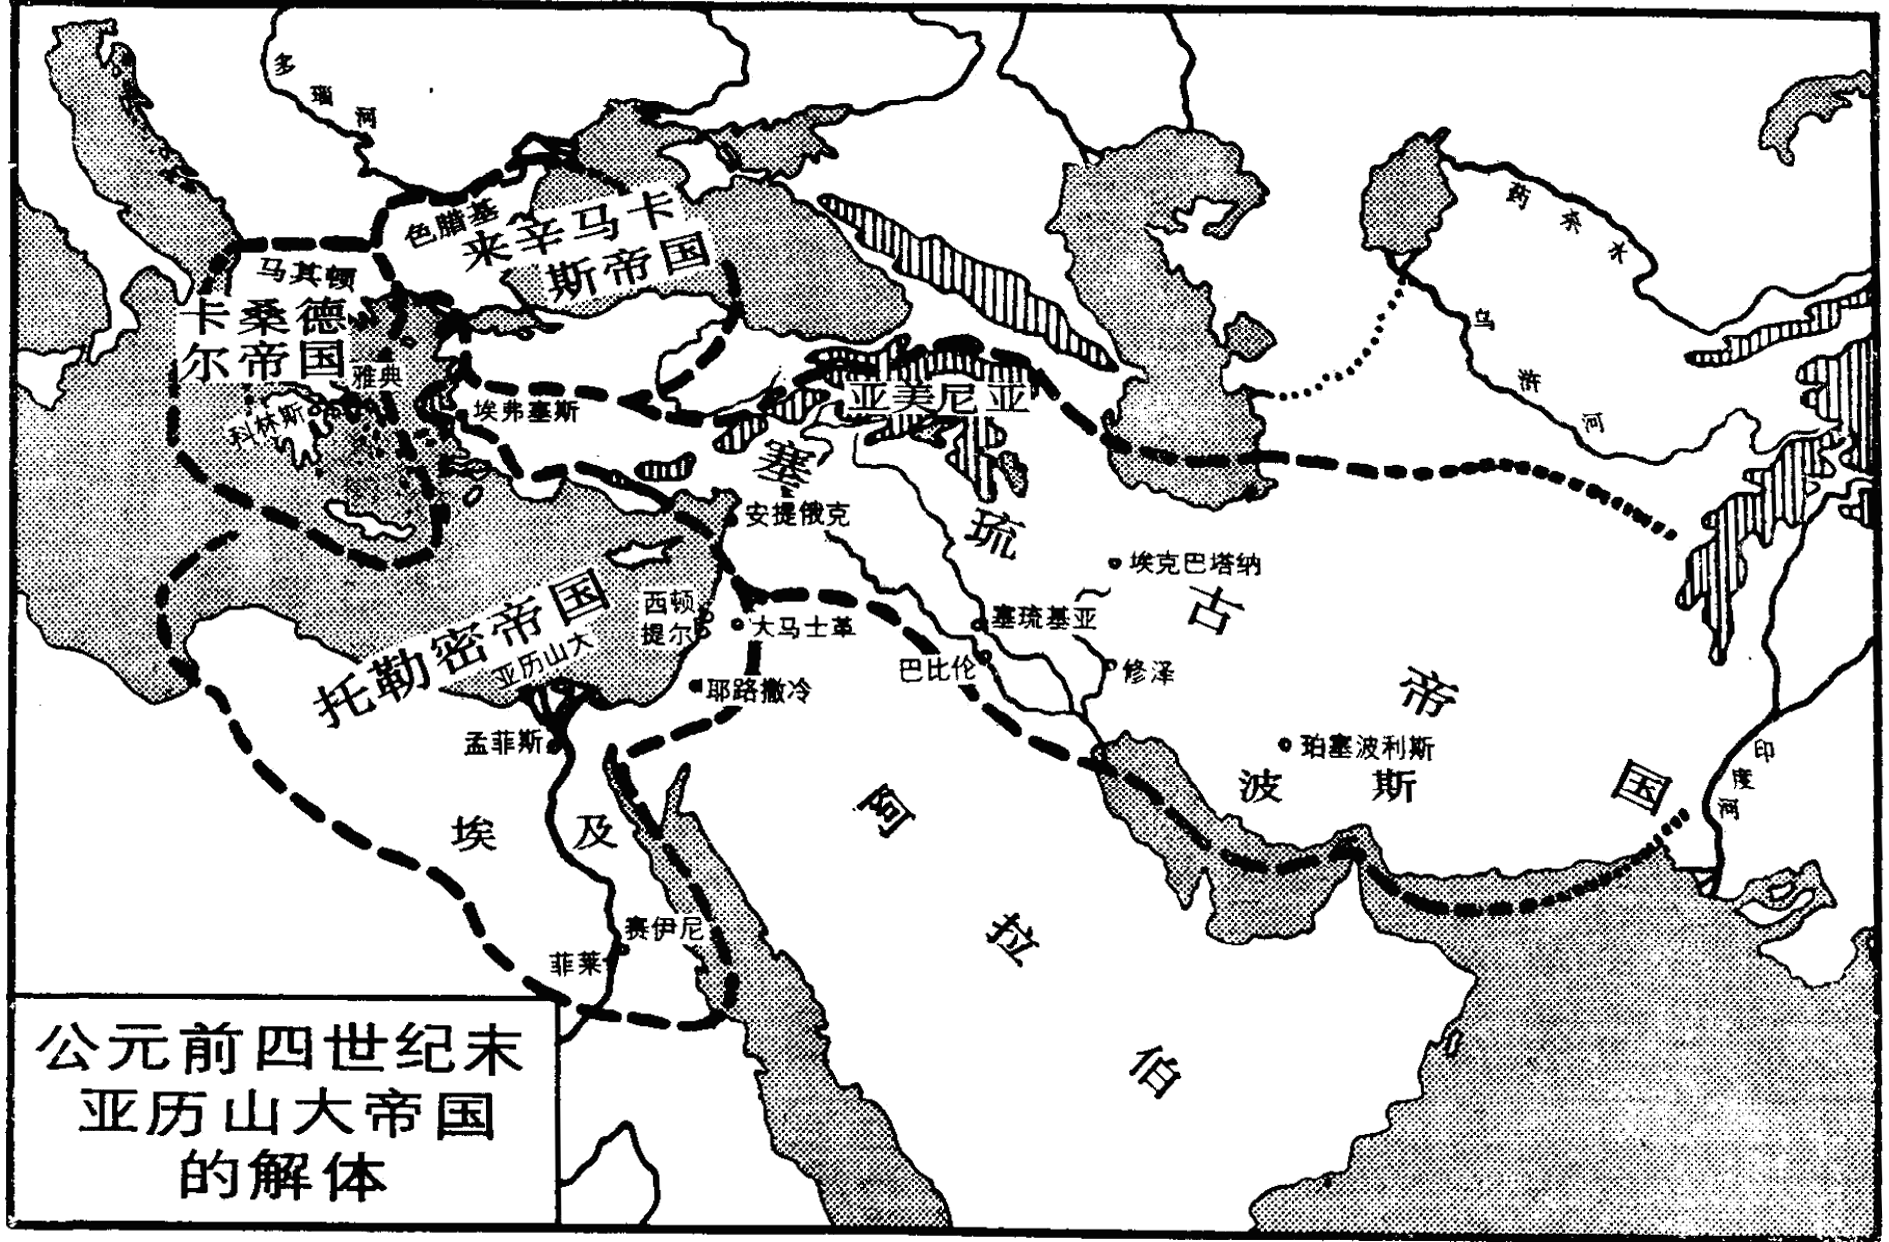 多瑙河
色腊基
来辛马卡
斯帝国
马其顿
卡桑德
尔帝国
雅典
科林斯
埃弗塞斯
亚美尼亚
药杀水
乌浒河
塞琉古帝国
安提俄克
埃克巴塔纳
托勒密帝国
亚历山大
西顿
提尔
大马士革
塞琉基亚
巴比伦
修泽
耶路撒冷
孟菲斯
珀塞波利斯
波斯
印度河
埃及
阿拉伯
赛伊尼
菲莱
公元前四世纪末
亚历山大帝国
的解体